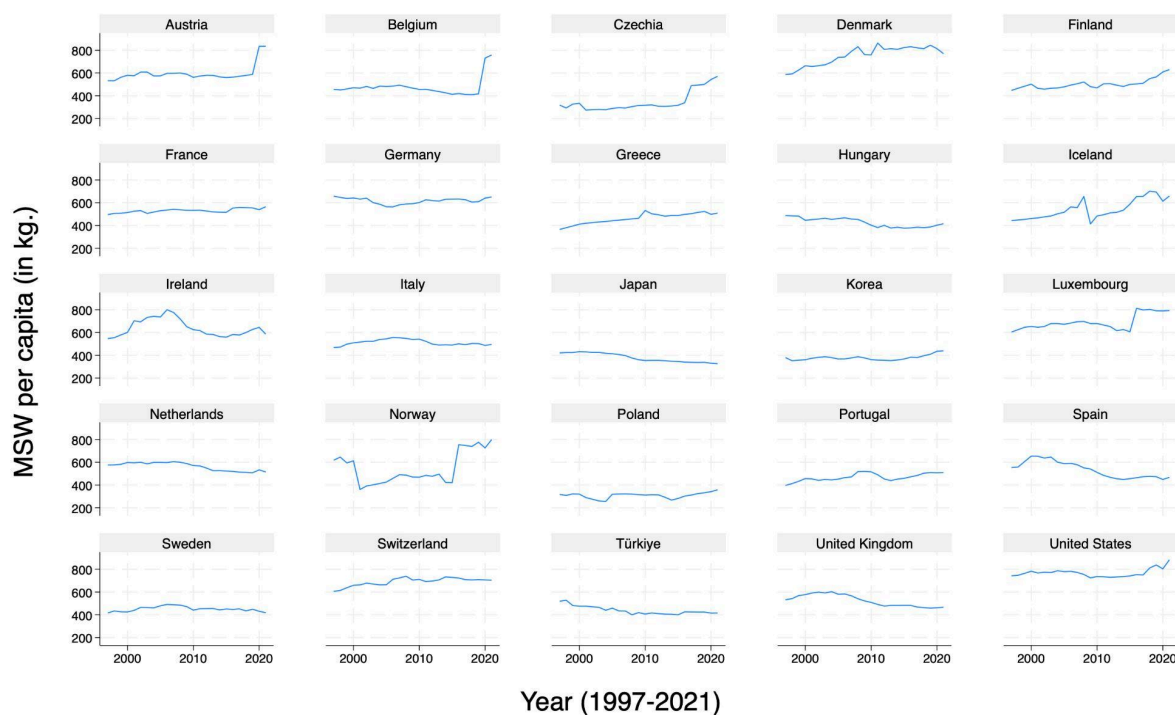 Austria Belgium Czechia Denmark Finland
800
600
400
200
France Germany Greece Hungary Iceland
800
600
400
200
Ireland Italy Japan Korea Luxembourg
800
600
400
200
Netherlands Norway Poland Portugal Spain
800
600
400
200
Sweden Switzerland Türkiye United Kingdom United States
800
600
400
200
2000 2010 2020 2000 2010 2020 2000 2010 2020 2000 2010 2020 2000 2010 2020
MSW per capita (in kg.)
Year (1997-2021)